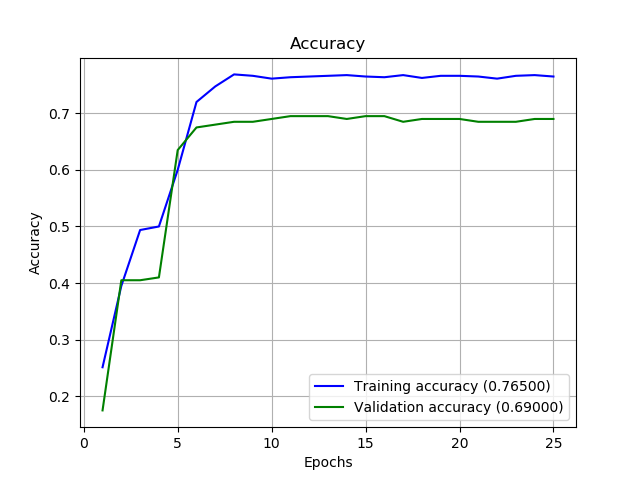 Accuracy
0.7
0.6
0.5
0.4
0.3
0.2
Accuracy
Training accuracy (0.76500)
Validation accuracy (0.69000)
0 5 10 15 20 25
Epochs